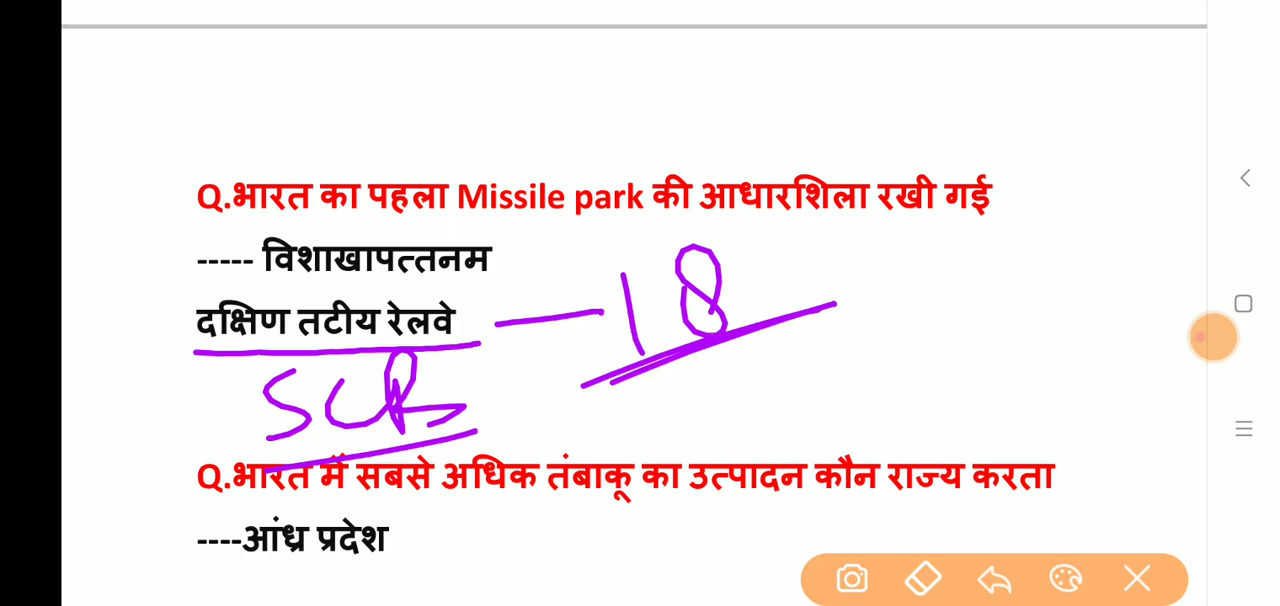 Q.भारत का पहला Missile park की आधारशिला रखी गई
----- विशाखापत्तनम
दक्षिण तटीय रेलवे — 18
SCR
Q.भारत में सबसे अधिक तंबाकू का उत्पादन कौन राज्य करता
----आंध्र प्रदेश